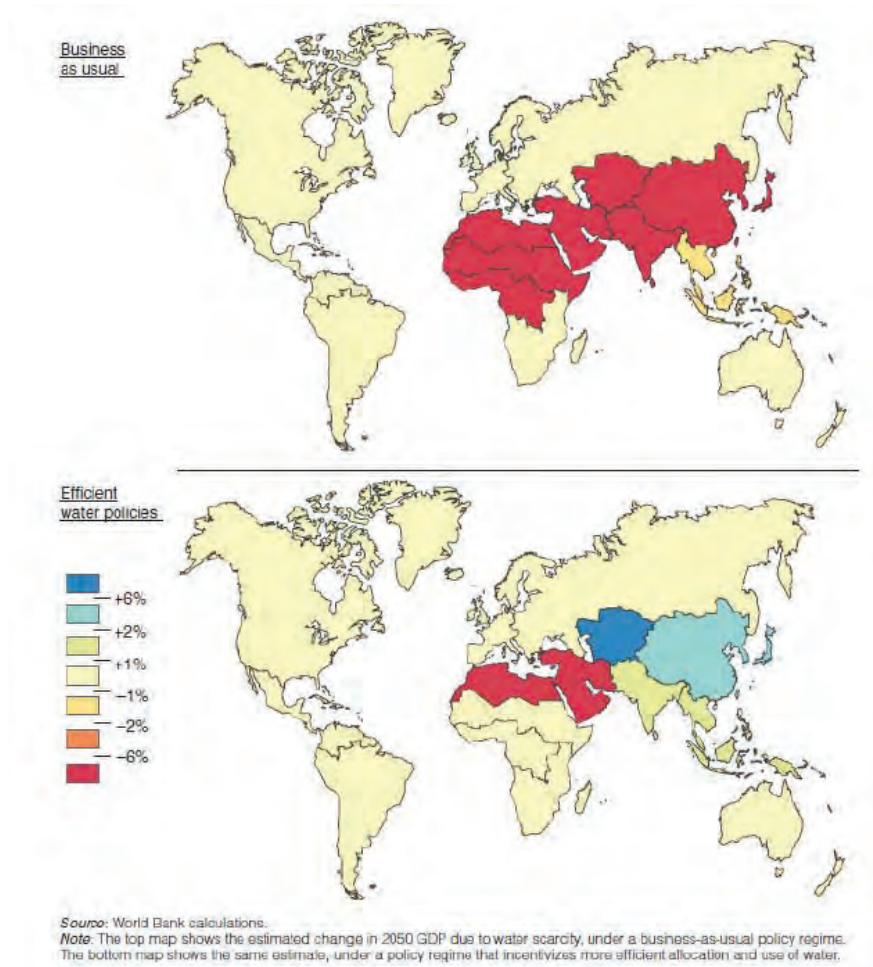 Business
as usual
Efficient
water policies
+6%
+2%
+1%
−1%
−2%
−6%
Source: World Bank calculations.
Note: The top map shows the estimated change in 2050 GDP due to water scarcity, under a business-as-usual policy regime.
The bottom map shows the same estimate, under a policy regime that incentivizes more efficient allocation and use of water.